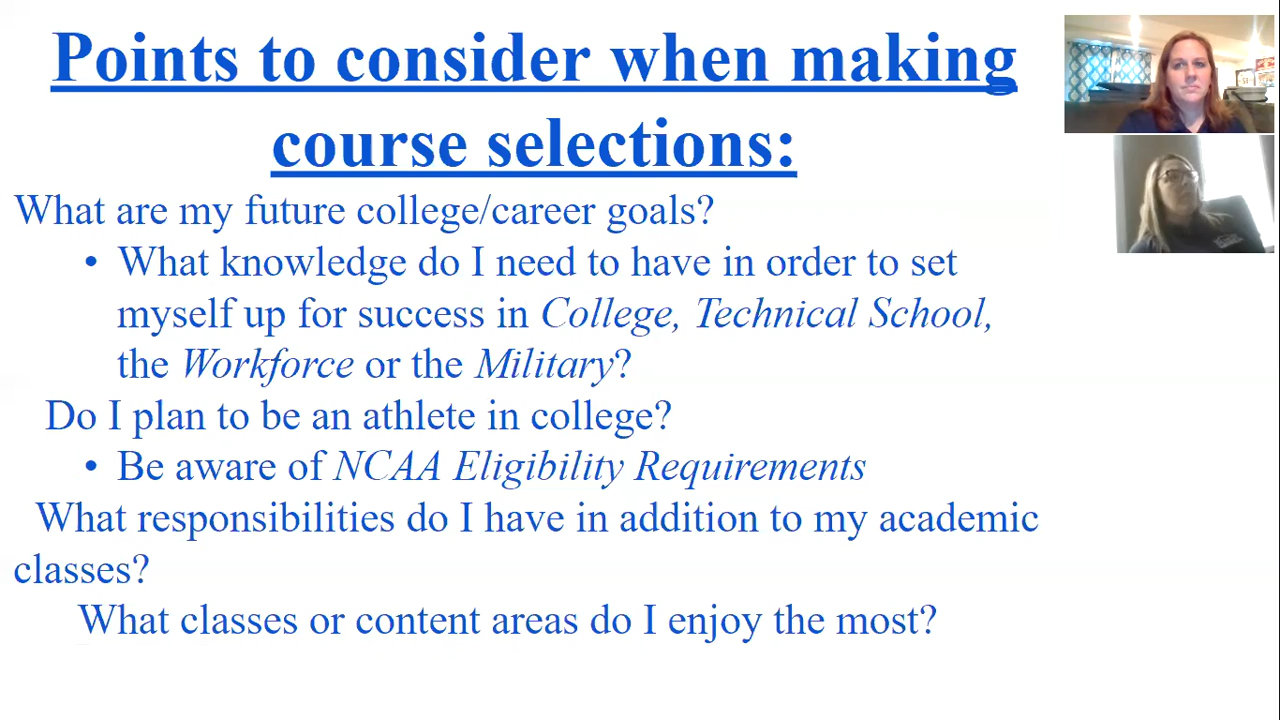 Points to consider when making
course selections:
What are my future college/career goals?
• What knowledge do I need to have in order to set
myself up for success in College, Technical School,
the Workforce or the Military?
Do I plan to be an athlete in college?
• Be aware of NCAA Eligibility Requirements
What responsibilities do I have in addition to my academic
classes?
What classes or content areas do I enjoy the most?